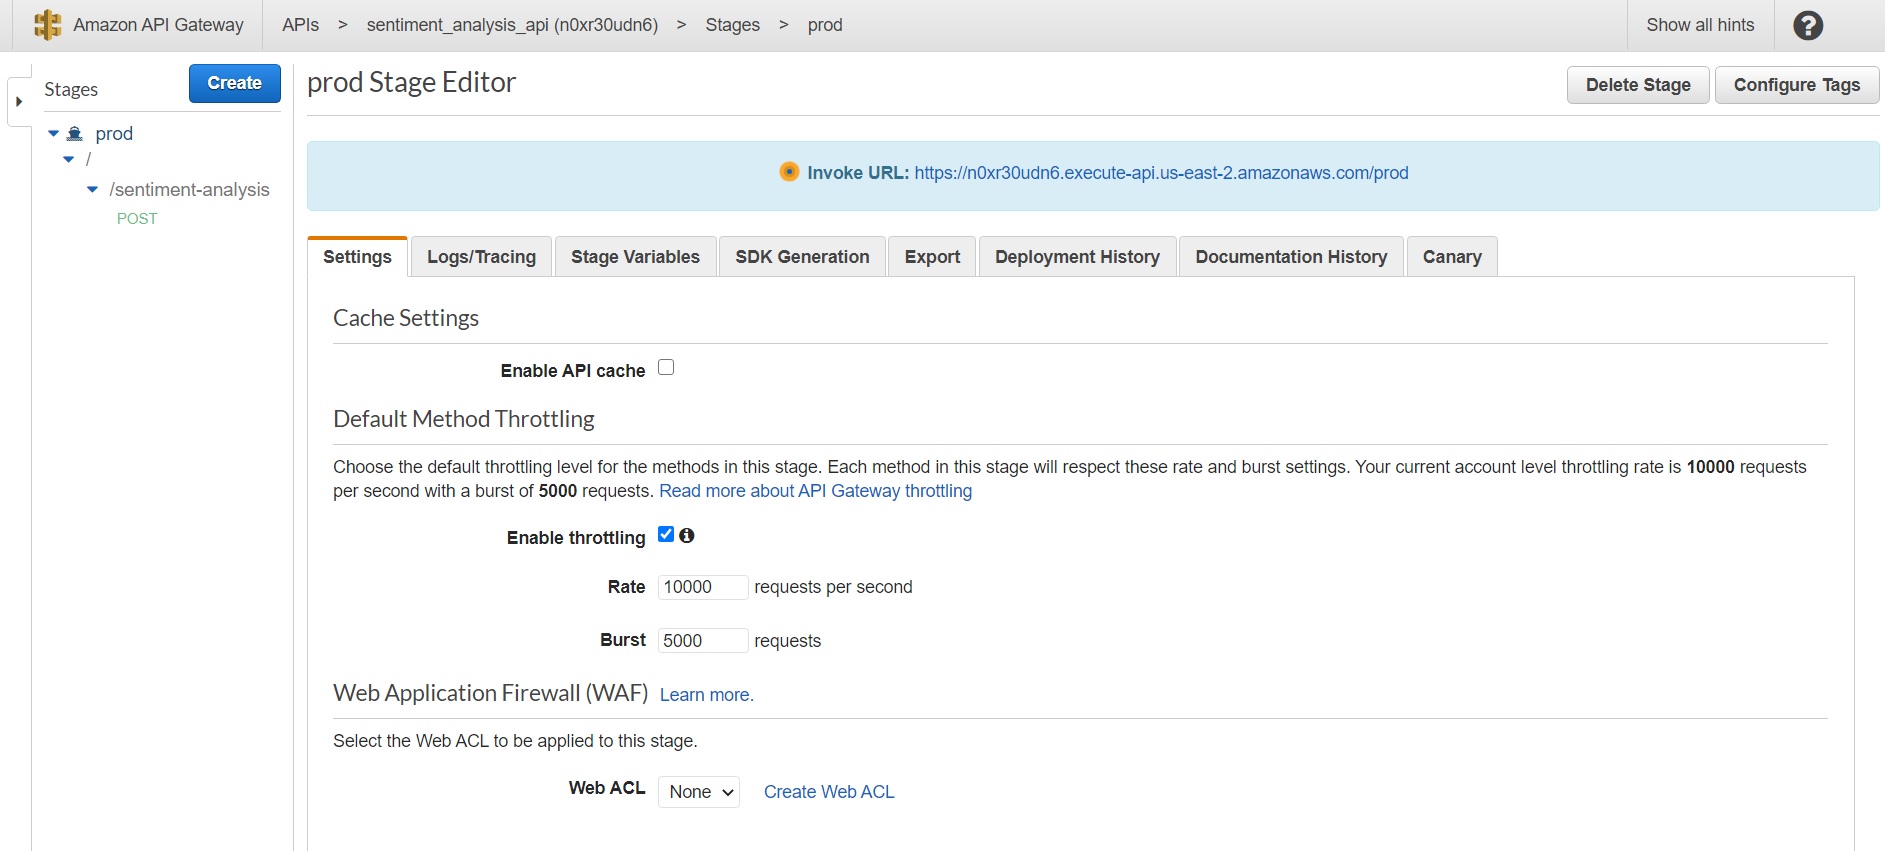 Amazon API Gateway APIs > sentiment_analysis_api (n0xr30udn6) > Stages > prod Show all hints ?
Stages Create
prod
/
/sentiment-analysis
POST
prod Stage Editor Delete Stage Configure Tags
Invoke URL: https://n0xr30udn6.execute-api.us-east-2.amazonaws.com/prod
Settings Logs/Tracing Stage Variables SDK Generation Export Deployment History Documentation History Canary
Cache Settings
Enable API cache
Default Method Throttling
Choose the default throttling level for the methods in this stage. Each method in this stage will respect these rate and burst settings. Your current account level throttling rate is 10000 requests
per second with a burst of 5000 requests. Read more about API Gateway throttling
Enable throttling
Rate 10000 requests per second
Burst 5000 requests
Web Application Firewall (WAF) Learn more.
Select the Web ACL to be applied to this stage.
Web ACL None Create Web ACL